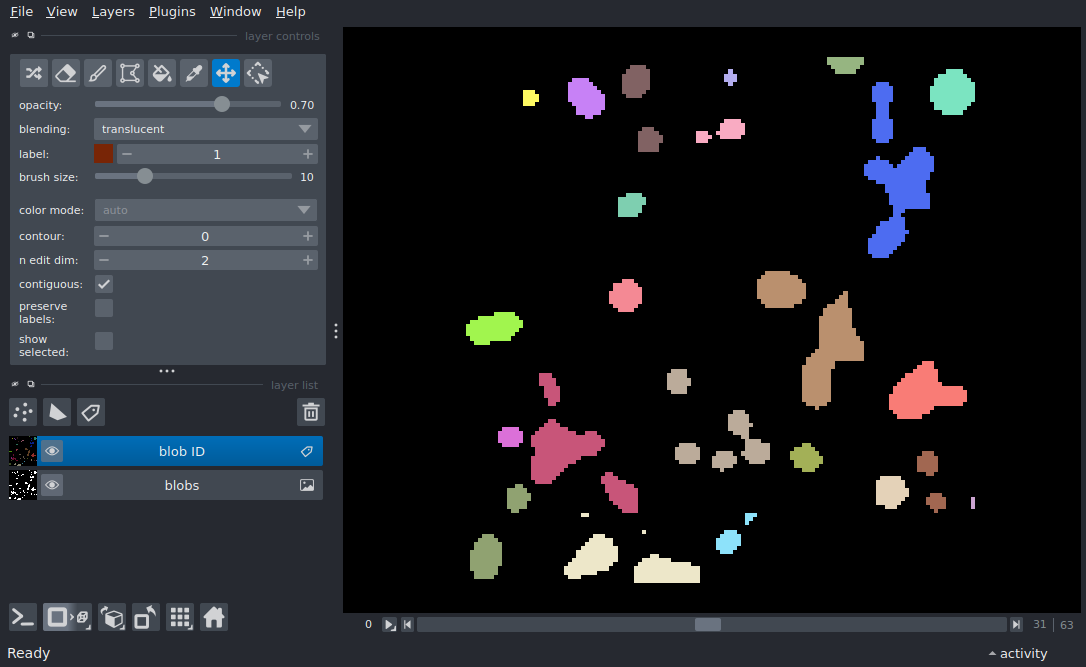 File View Layers Plugins Window Help
layer controls
opacity: 0.70
blending: translucent
label: 1
brush size: 10
color mode: auto
contour: 0
n edit dim: 2
contiguous:
preserve
labels:
show
selected:
layer list
blob ID
blobs
0 31 63
Ready activity